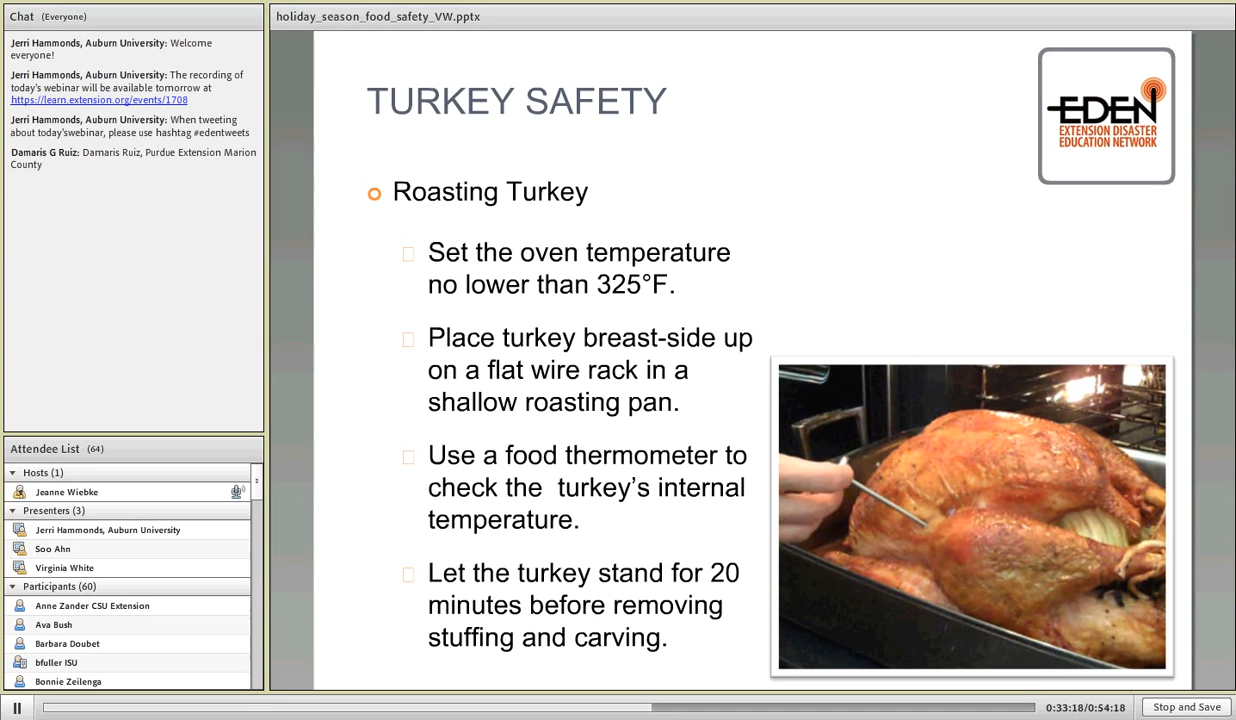 Chat (Everyone)
Jerri Hammonds, Auburn University: Welcome
everyone!
Jerri Hammonds, Auburn University: The recording of
today's webinar will be available tomorrow at
https://learn.extension.org/events/1708
Jerri Hammonds, Auburn University: When tweeting
about today'swebinar, please use hashtag #edentweets
Damaris G Ruiz: Damaris Ruiz, Purdue Extension Marion
County
Attendee List (64)
Hosts (1)
Jeanne Wiebke
Presenters (3)
Jerri Hammonds, Auburn University
Soo Ahn
Virginia White
Participants (60)
Anne Zander CSU Extension
Ava Bush
Barbara Doubet
bfuller ISU
Bonnie Zeilenga
holiday_season_food_safety_VW.pptx
TURKEY SAFETY
EDEN
EXTENSION DISASTER
EDUCATION NETWORK
Roasting Turkey
Set the oven temperature
no lower than 325°F.
Place turkey breast-side up
on a flat wire rack in a
shallow roasting pan.
Use a food thermometer to
check the  turkey’s internal
temperature.
Let the turkey stand for 20
minutes before removing
stuffing and carving.
0:33:18/0:54:18
Stop and Save